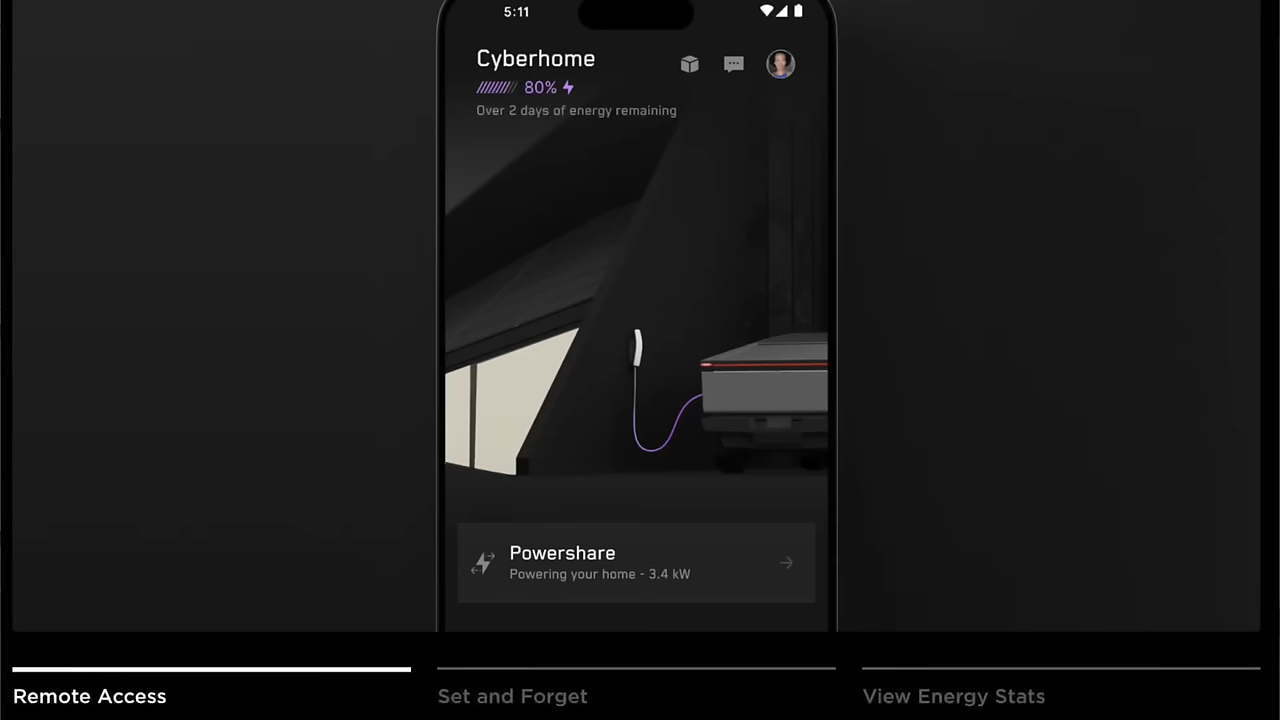 5:11
Cyberhome
80%
Over 2 days of energy remaining
Powershare
Powering your home - 3.4 kW
Remote Access
Set and Forget
View Energy Stats